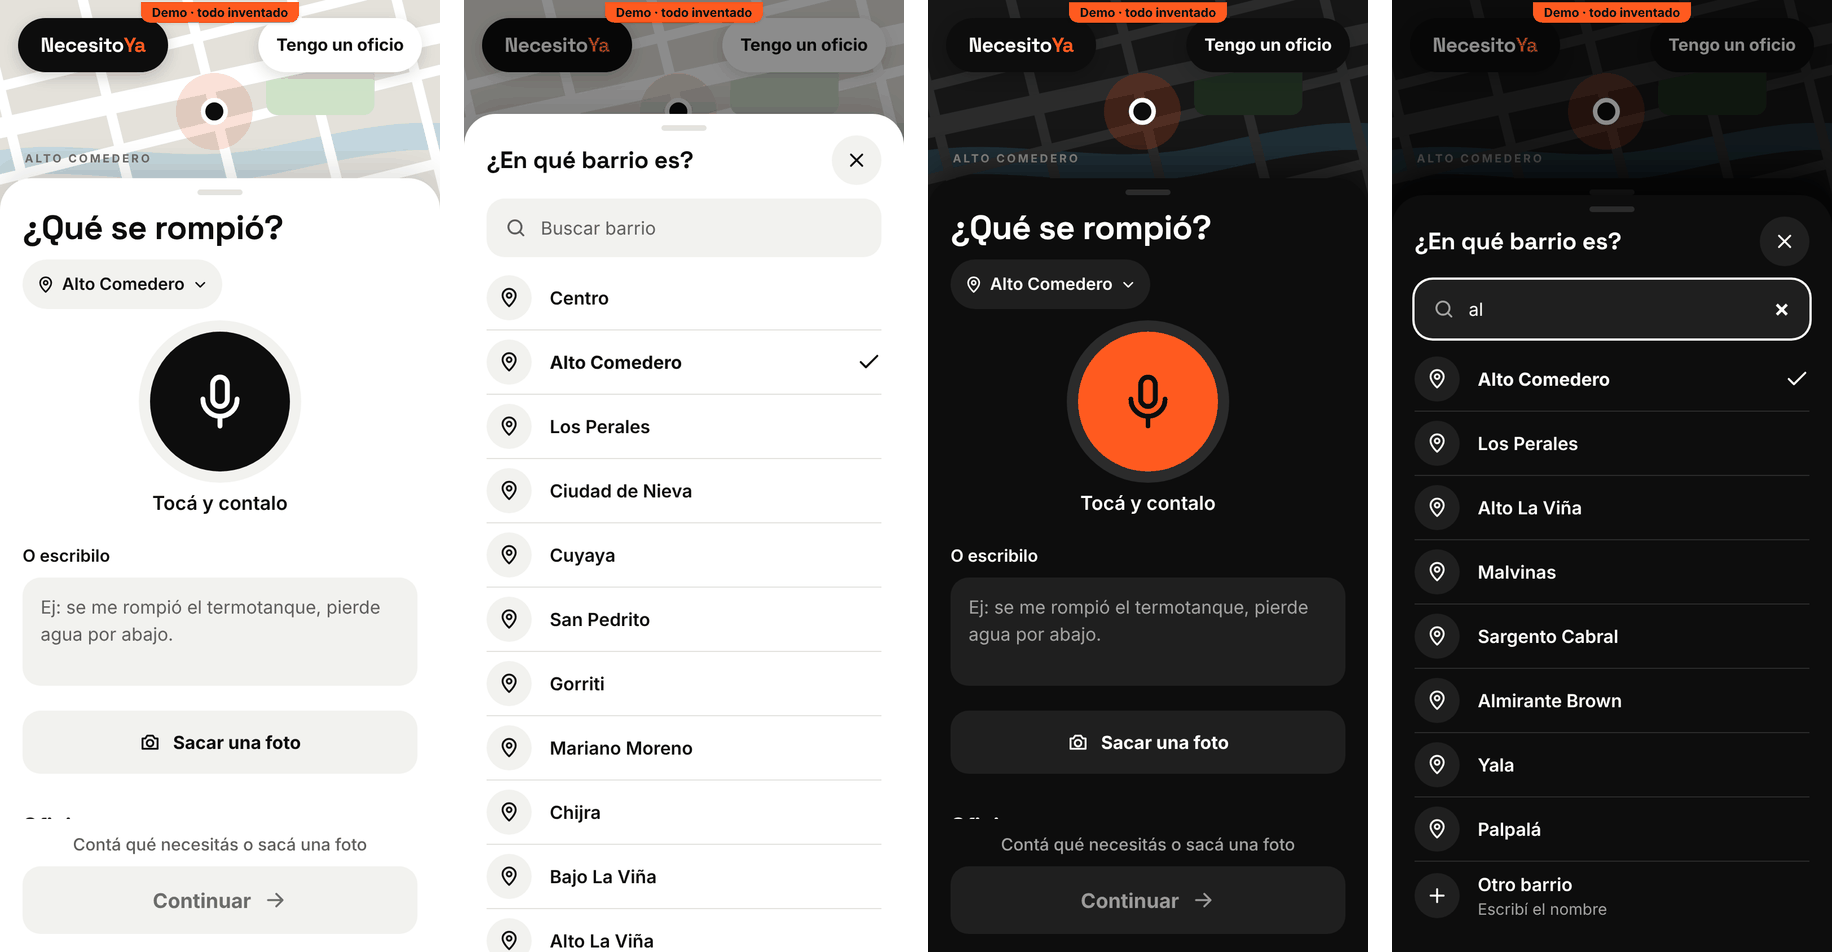 Demo · todo inventado
NecesitoYa
Tengo un oficio
ALTO COMEDERO
¿Qué se rompió?
Alto Comedero
Tocá y contalo
O escribilo
Ej: se me rompió el termotanque, pierde
agua por abajo.
Sacar una foto
Contá qué necesitás o sacá una foto
Continuar
Demo · todo inventado
NecesitoYa
Tengo un oficio
¿En qué barrio es?
Buscar barrio
Centro
Alto Comedero
Los Perales
Ciudad de Nieva
Cuyaya
San Pedrito
Gorriti
Mariano Moreno
Chijra
Bajo La Viña
Alto La Viña
Demo · todo inventado
NecesitoYa
Tengo un oficio
ALTO COMEDERO
¿Qué se rompió?
Alto Comedero
Tocá y contalo
O escribilo
Ej: se me rompió el termotanque, pierde
agua por abajo.
Sacar una foto
Contá qué necesitás o sacá una foto
Continuar
Demo · todo inventado
NecesitoYa
Tengo un oficio
ALTO COMEDERO
¿En qué barrio es?
al
Alto Comedero
Los Perales
Alto La Viña
Malvinas
Sargento Cabral
Almirante Brown
Yala
Palpalá
Otro barrio
Escribí el nombre